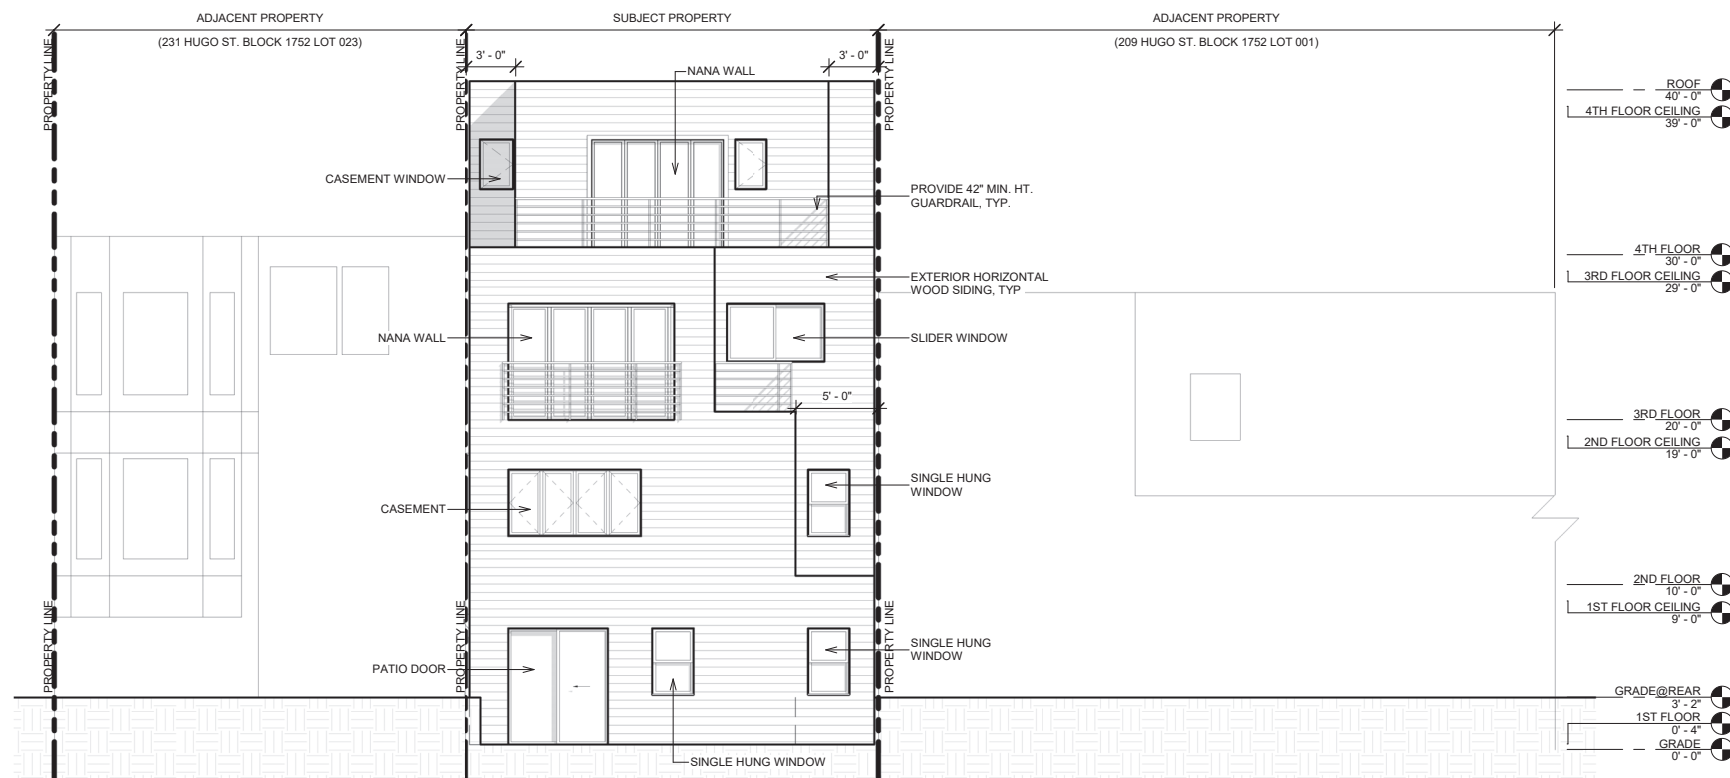 ADJACENT PROPERTY
SUBJECT PROPERTY
ADJACENT PROPERTY
(231 HUGO ST. BLOCK 1752 LOT 023)
(209 HUGO ST. BLOCK 1752 LOT 001)
PROPERTY LINE
PROPERTY LINE
PROPERTY LINE
3' - 0"
3' - 0"
NANA WALL
ROOF
40' - 0"
4TH FLOOR CEILING
39' - 0"
CASEMENT WINDOW
PROVIDE 42" MIN. HT.
GUARDRAIL, TYP.
4TH FLOOR
30' - 0"
EXTERIOR HORIZONTAL
WOOD SIDING, TYP
3RD FLOOR CEILING
29' - 0"
NANA WALL
SLIDER WINDOW
5' - 0"
3RD FLOOR
20' - 0"
2ND FLOOR CEILING
19' - 0"
SINGLE HUNG
WINDOW
CASEMENT
2ND FLOOR
10' - 0"
1ST FLOOR CEILING
9' - 0"
PROPERTY LINE
PROPERTY LINE
PROPERTY LINE
SINGLE HUNG
WINDOW
PATIO DOOR
GRADE@REAR
3' - 2"
1ST FLOOR
0' - 4"
GRADE
0' - 0"
SINGLE HUNG WINDOW